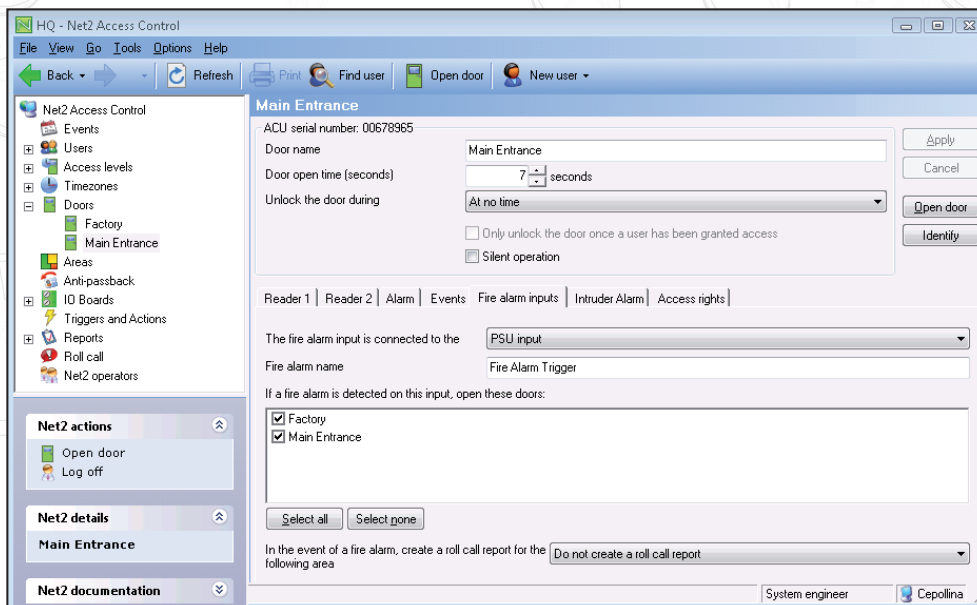 HQ - Net2 Access Control
File View Go Tools Options Help
Back Refresh Print Find user Open door New user
Net2 Access Control
Events
Users
Access levels
Timezones
Doors
Factory
Main Entrance
Areas
Anti-passback
IO Boards
Triggers and Actions
Reports
Roll call
Net2 operators
Net2 actions
Open door
Log off
Net2 details
Main Entrance
Net2 documentation
Main Entrance
ACU serial number: 00678965
Door name Main Entrance
Door open time (seconds) 7 seconds
Unlock the door during At no time
Only unlock the door once a user has been granted access
Silent operation
Apply
Cancel
Open door
Identify
Reader 1 Reader 2 Alarm Events Fire alarm inputs Intruder Alarm Access rights
The fire alarm input is connected to the PSU input
Fire alarm name Fire Alarm Trigger
If a fire alarm is detected on this input, open these doors:
Factory
Main Entrance
Select all Select none
In the event of a fire alarm, create a roll call report for the Do not create a roll call report
following area
System engineer Cepollina